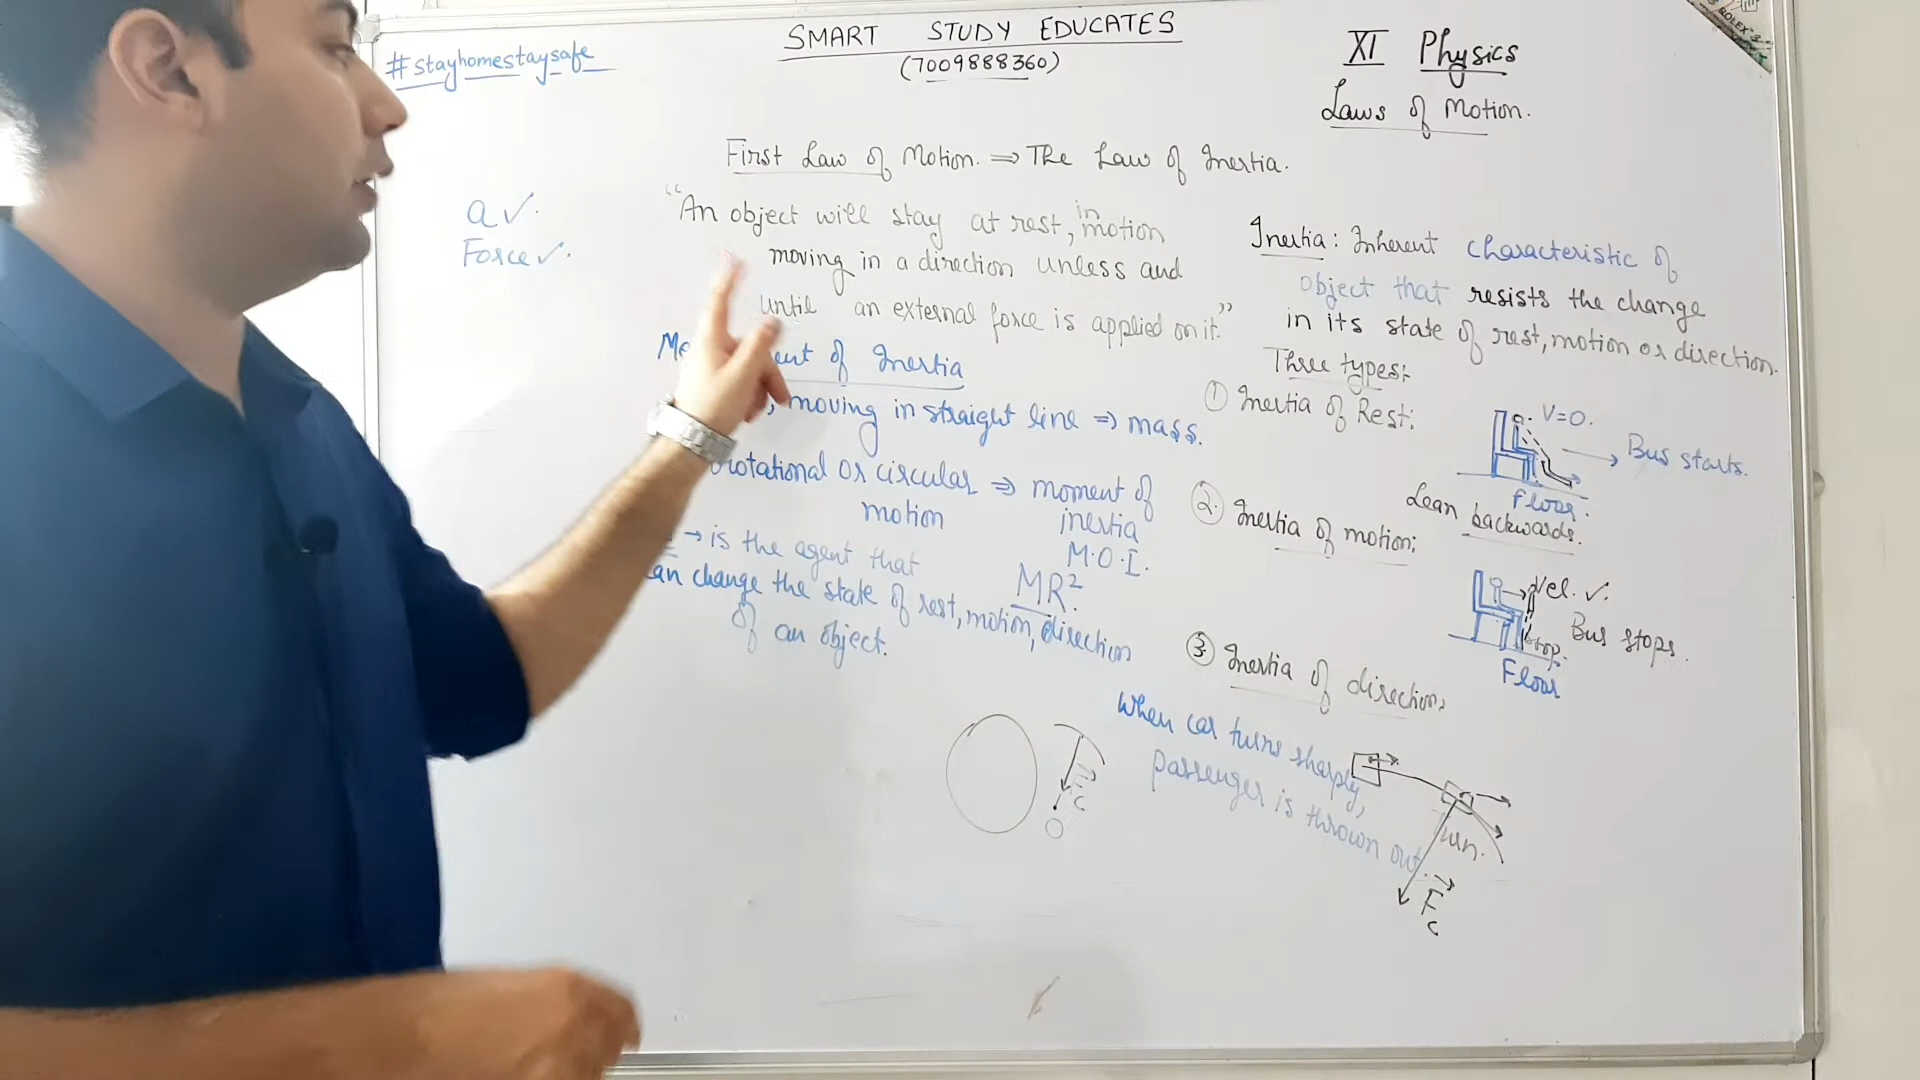 #stayhomestaysafe
SMART STUDY EDUCATES
(7009888360)
XI Physics
Laws of Motion.
ROLEX
First Law of Motion. ⇒ The Law of Inertia.
a ✓.
Force ✓.
"An object will stay at rest, in motion
moving in a direction unless and
until an external force is applied on it."
of Inertia
, moving in straight line ⇒ mass.
rotational or circular ⇒ moment of
motion inertia
M.O.I.
MR².
→ is the agent that
can change the state of rest, motion, direction
of an object.
Inertia: Inherent characteristic of
object that resists the change
in its state of rest, motion or direction.
Three types:
① Inertia of Rest:
V=0.
Bus starts.
Floor.
Lean backwards.
② Inertia of motion:
Vel. ✓.
Bus stops.
Stop.
Floor
③ Inertia of direction:
When car turns sharply,
passenger is thrown out.
turn.
F⃗c
F⃗c